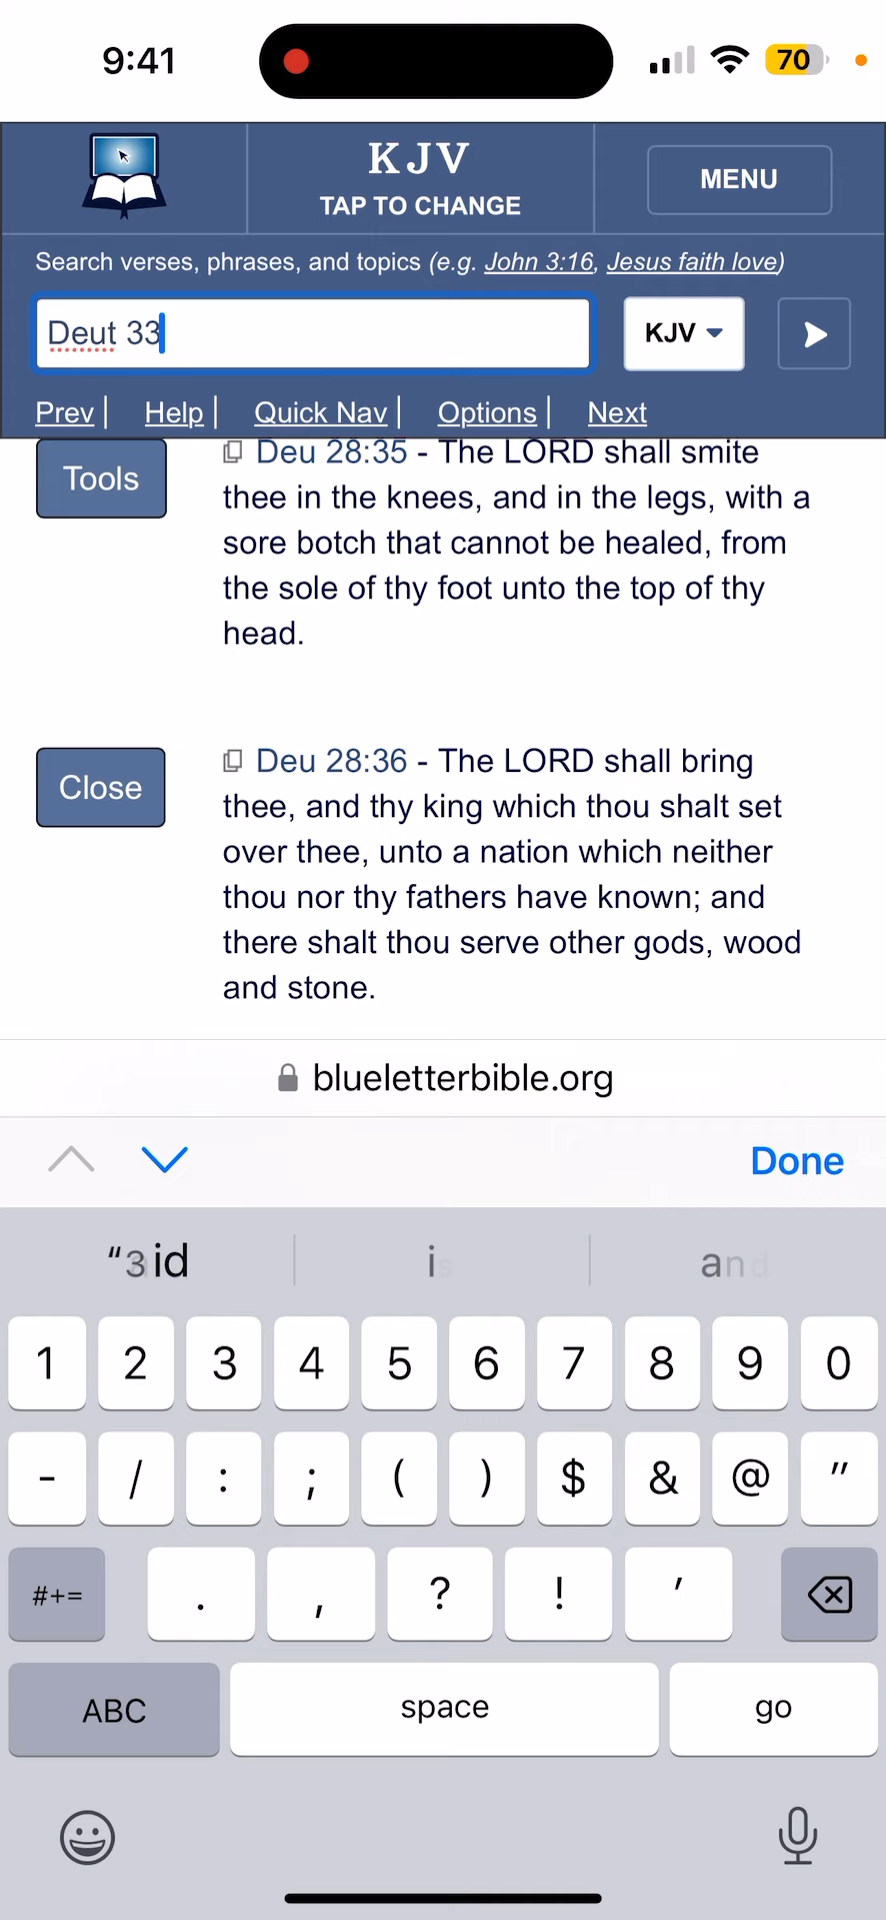 9:41
70
KJV
TAP TO CHANGE
MENU
Search verses, phrases, and topics (e.g. John 3:16, Jesus faith love)
Deut 33
KJV
Prev | Help | Quick Nav | Options | Next
Tools
Deu 28:35 - The LORD shall smite
thee in the knees, and in the legs, with a
sore botch that cannot be healed, from
the sole of thy foot unto the top of thy
head.
Close
Deu 28:36 - The LORD shall bring
thee, and thy king which thou shalt set
over thee, unto a nation which neither
thou nor thy fathers have known; and
there shalt thou serve other gods, wood
and stone.
blueletterbible.org
Done
is and
1 2 3 4 5 6 7 8 9 0
- / : ; ( ) $ & @ "
#+= . , ? ! '
ABC space go